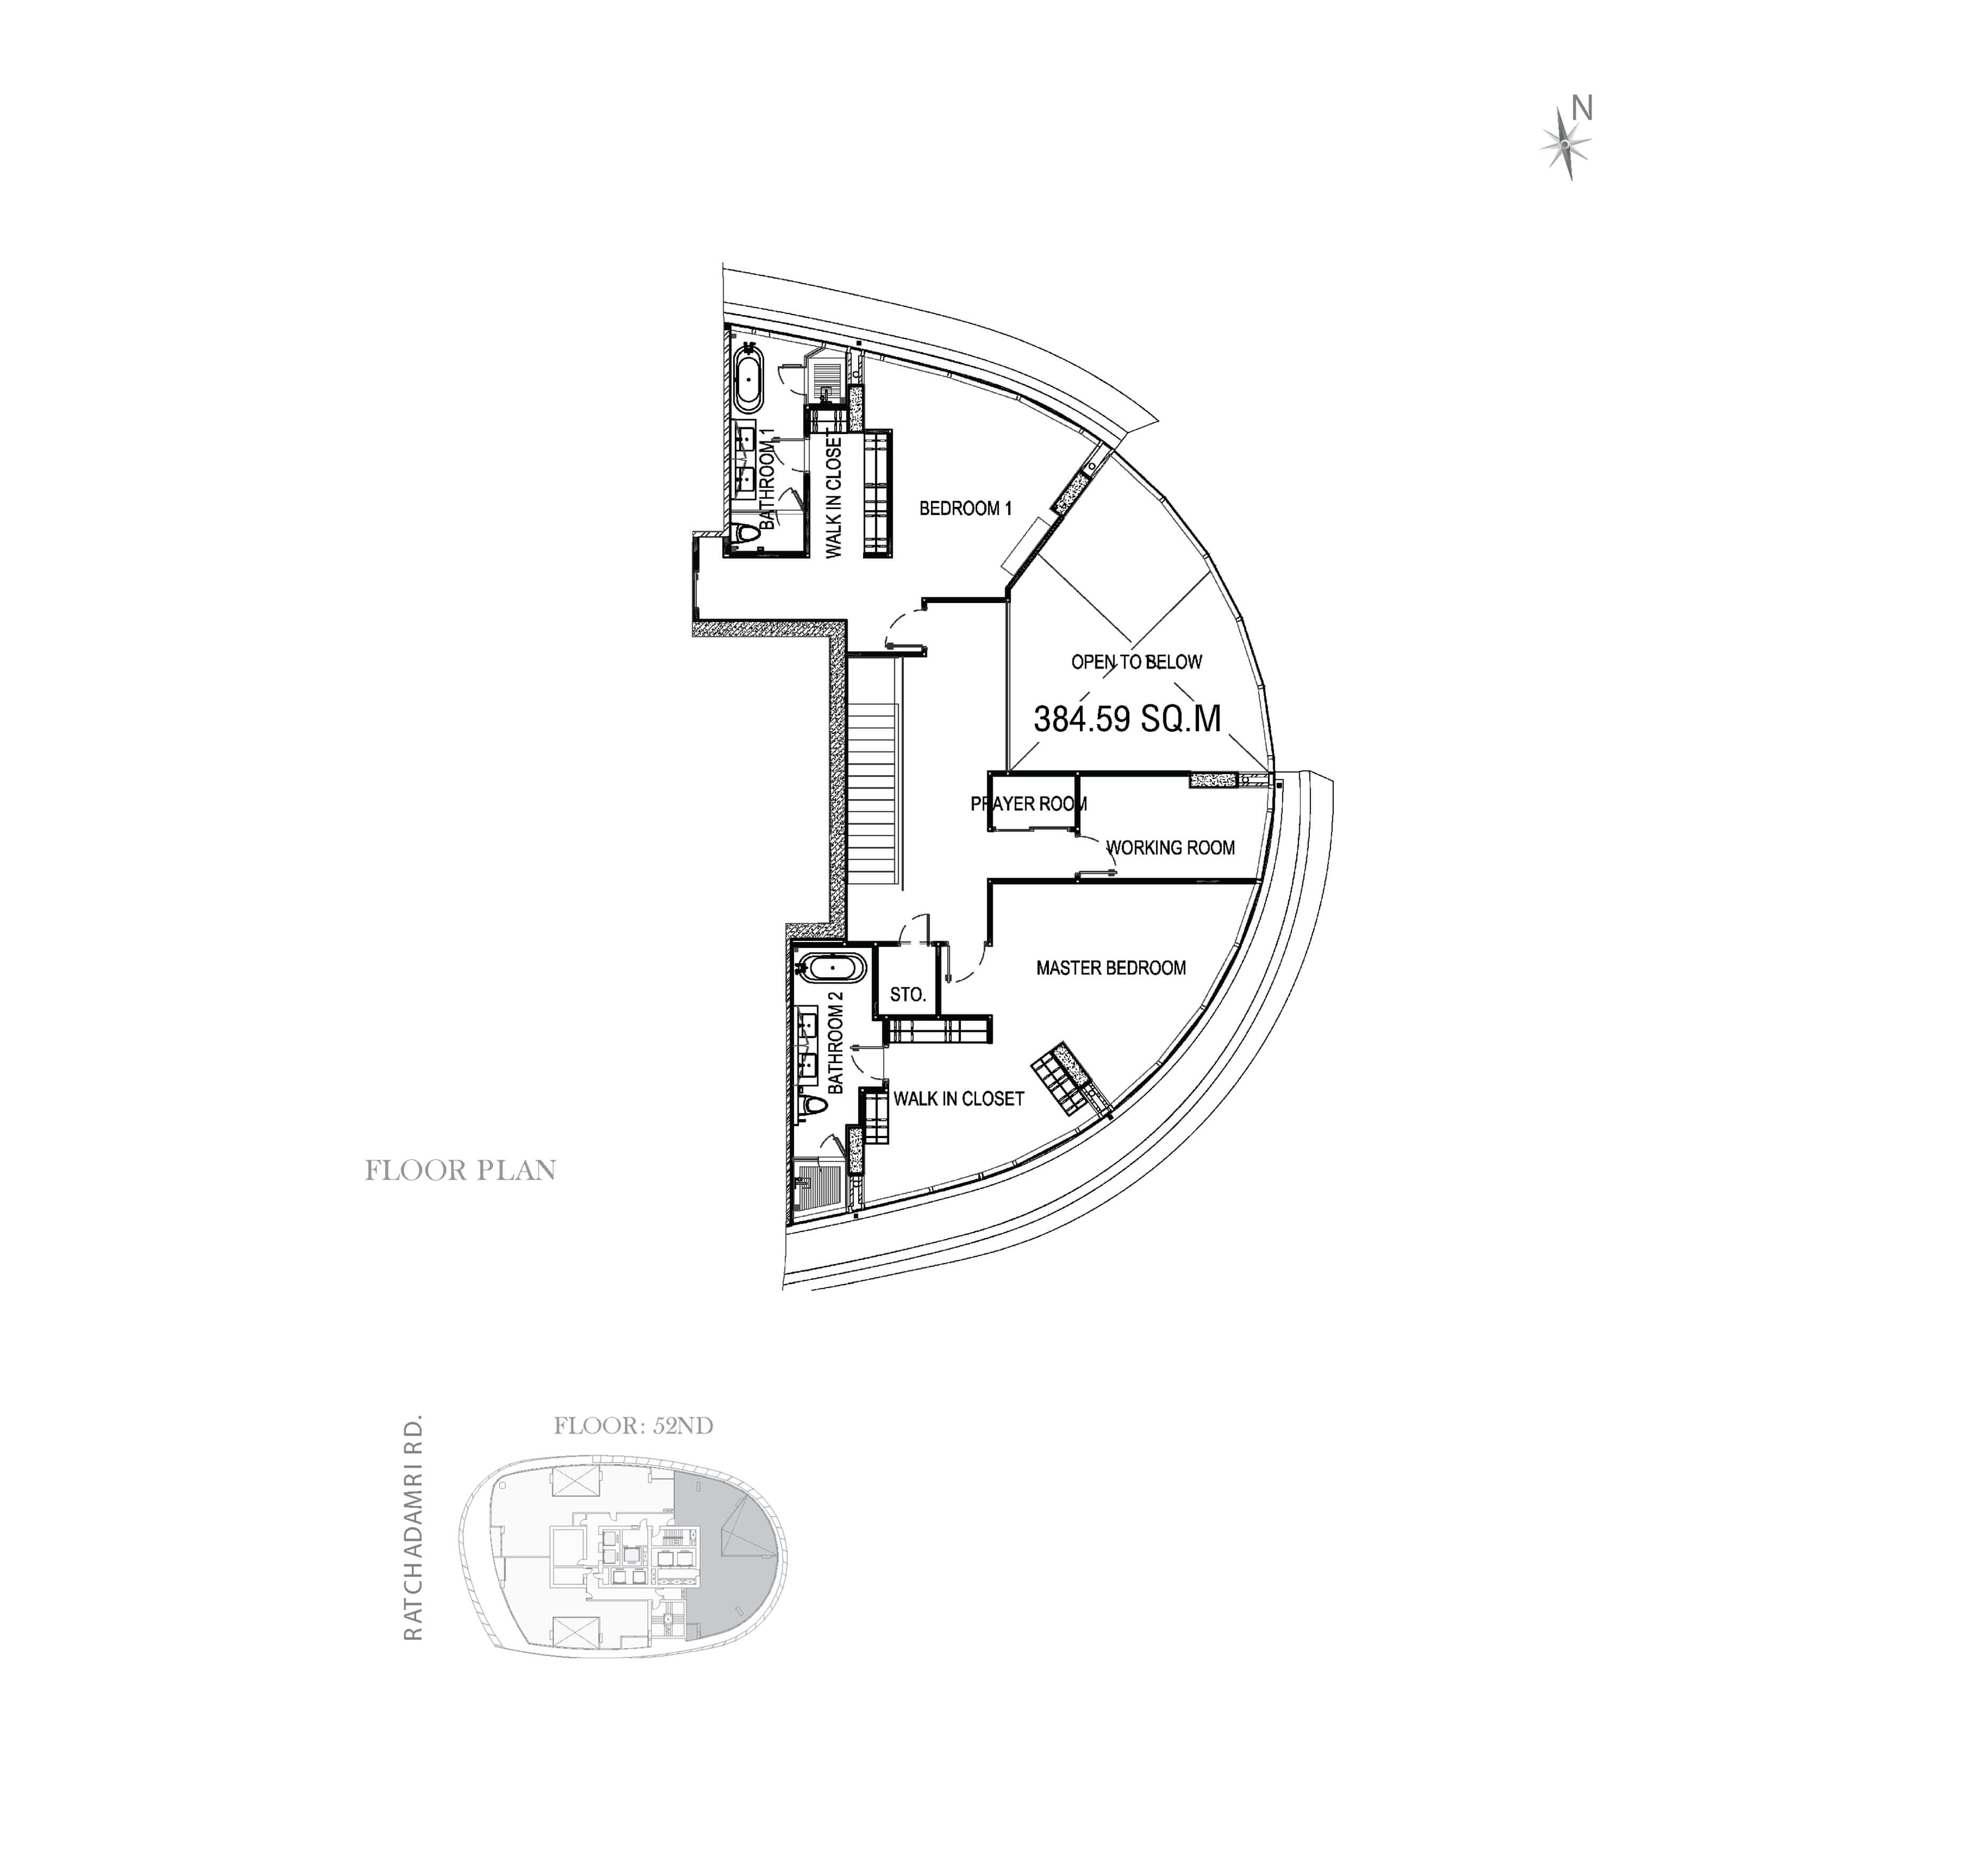 N
BATHROOM 1
WALK IN CLOSET
BEDROOM 1
OPEN TO BELOW
384.59 SQ.M
PRAYER ROOM
WORKING ROOM
MASTER BEDROOM
STO.
BATHROOM 2
WALK IN CLOSET
FLOOR PLAN
FLOOR: 52ND
RATCHADAMRI RD.